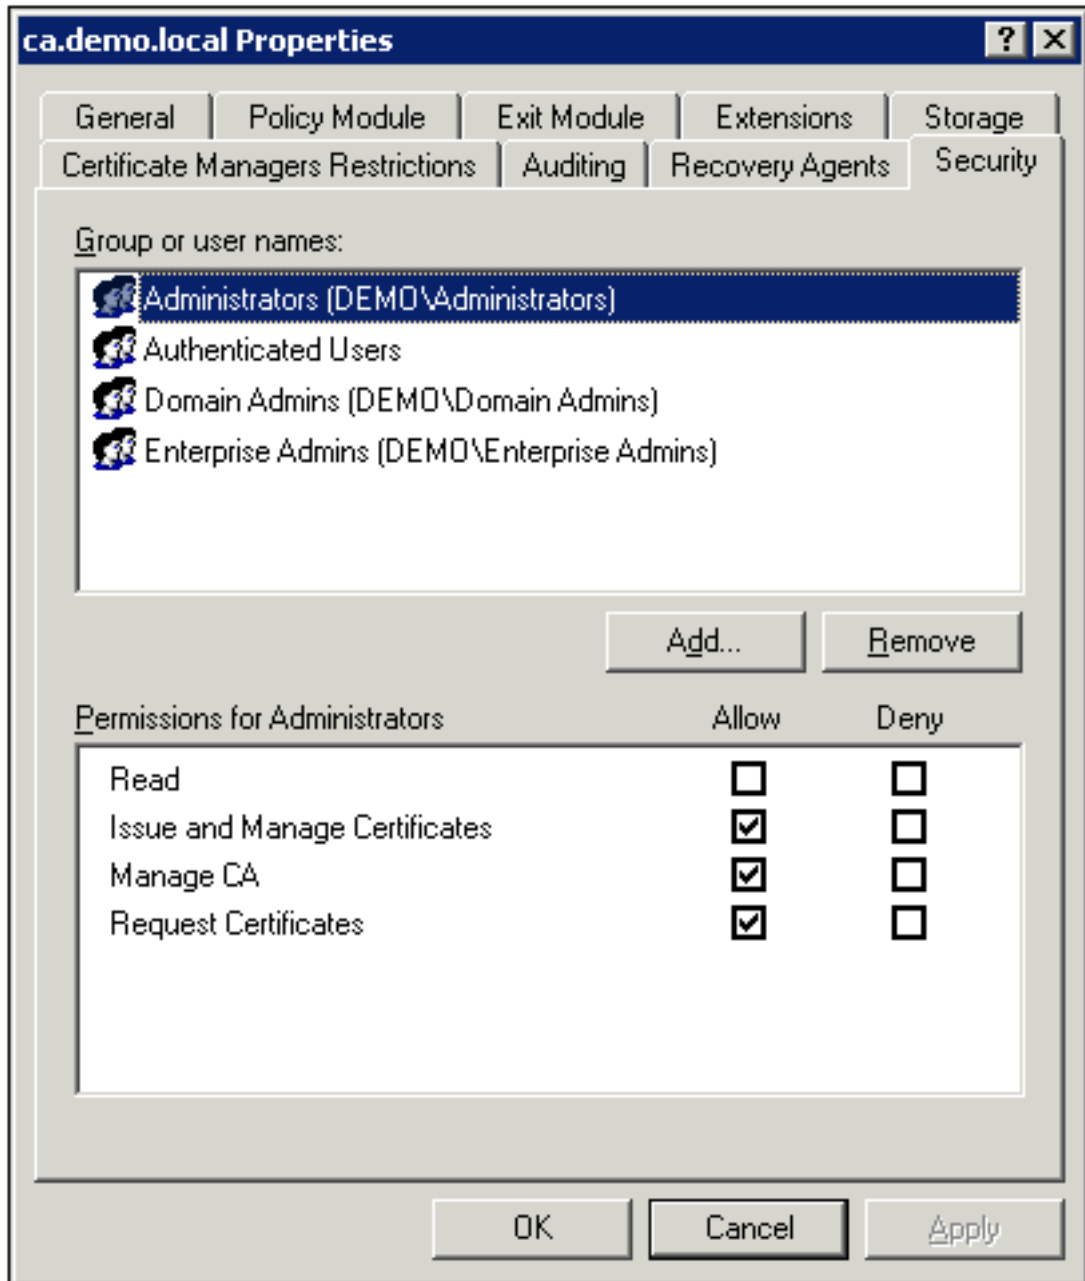 ca.demo.local Properties
General Policy Module Exit Module Extensions Storage
Certificate Managers Restrictions Auditing Recovery Agents Security
Group or user names:
Administrators (DEMO\Administrators)
Authenticated Users
Domain Admins (DEMO\Domain Admins)
Enterprise Admins (DEMO\Enterprise Admins)
Add... Remove
Permissions for Administrators Allow Deny
Read
Issue and Manage Certificates
Manage CA
Request Certificates
OK Cancel Apply